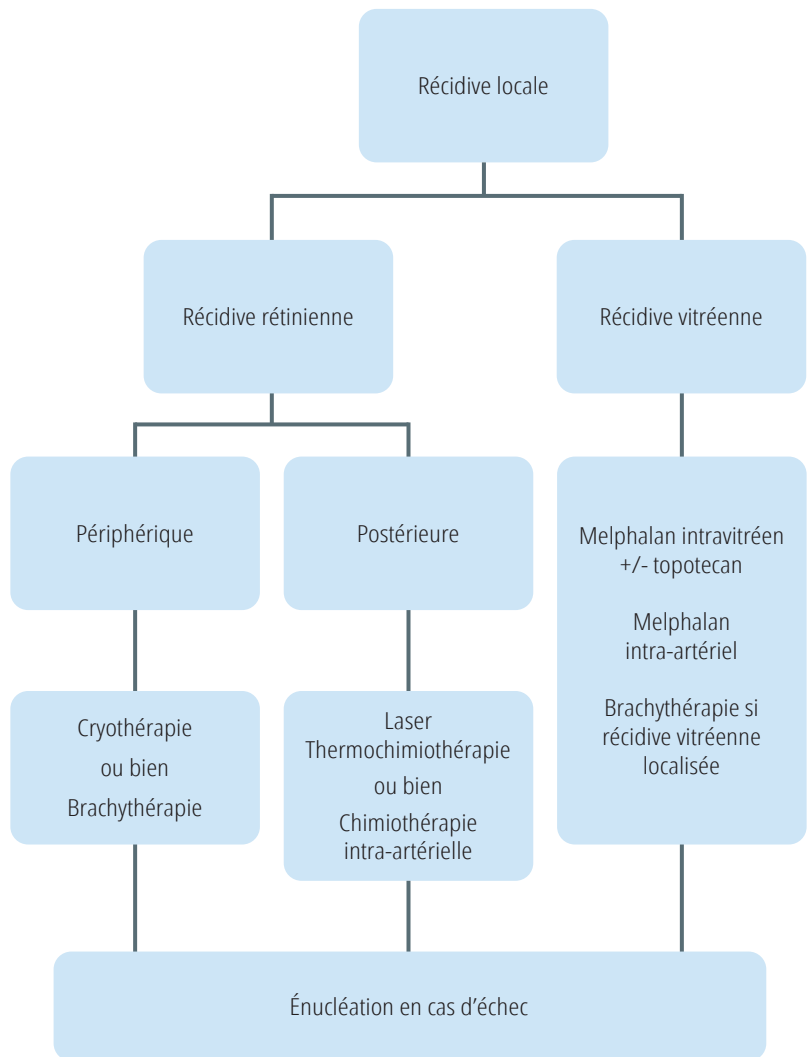 Récidive locale
Récidive rétinienne
Récidive vitréenne
Périphérique
Postérieure
Melphalan intravitréen
+/- topotecan
Melphalan
intra-artériel
Brachythérapie si
récidive vitréenne
localisée
Cryothérapie
ou bien
Brachythérapie
Laser
Thermochimiothérapie
ou bien
Chimiothérapie
intra-artérielle
Énucléation en cas d’échec